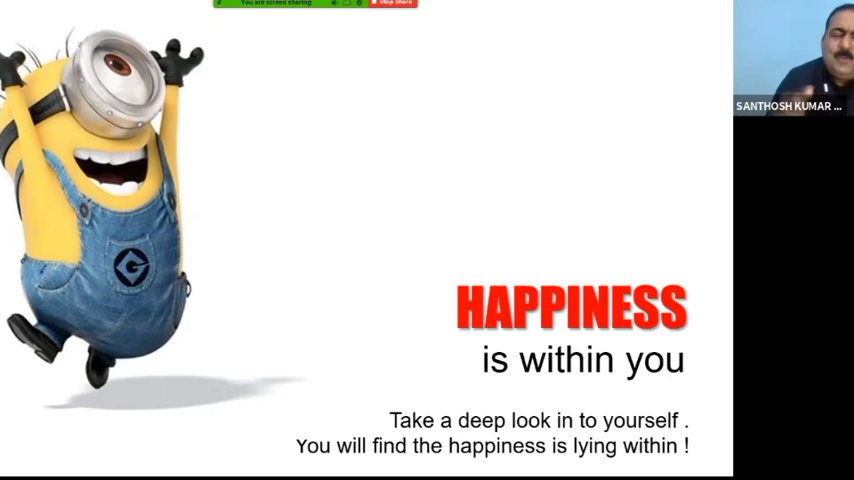 You are screen sharing
Stop Share
SANTHOSH KUMAR ...
HAPPINESS
is within you
Take a deep look in to yourself .
You will find the happiness is lying within !